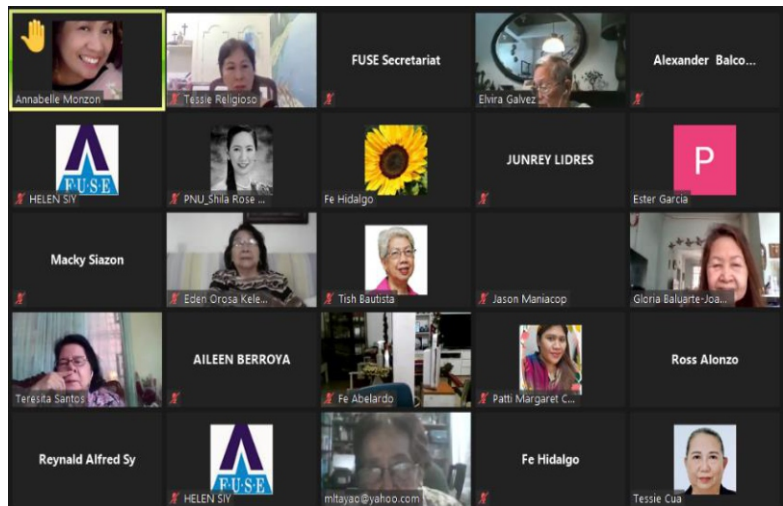 Annabelle Monzon
Tessie Religioso
FUSE Secretariat
Elvira Galvez
Alexander Balco...
FUSE
HELEN SIY
PNU_Shila Rose ...
Fe Hidalgo
JUNREY LIDRES
P
Ester Garcia
Macky Siazon
Eden Orosa Kele...
Tish Bautista
Jason Maniacop
Gloria Baluarte-Joa...
Teresita Santos
AILEEN BERROYA
Fe Abelardo
Patti Margaret C...
Ross Alonzo
Reynald Alfred Sy
FUSE
HELEN SIY
mltayao@yahoo.com
Fe Hidalgo
Tessie Cua